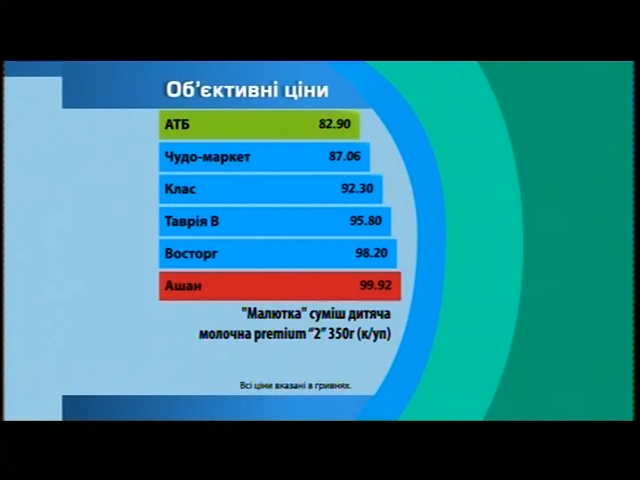 Об'єктивні ціни
АТБ 82.90
Чудо-маркет 87.06
Клас 92.30
Таврія В 95.80
Восторг 98.20
Ашан 99.92
"Малютка" суміш дитяча
молочна premium "2" 350г (к/уп)
Всі ціни вказані в гривнях.